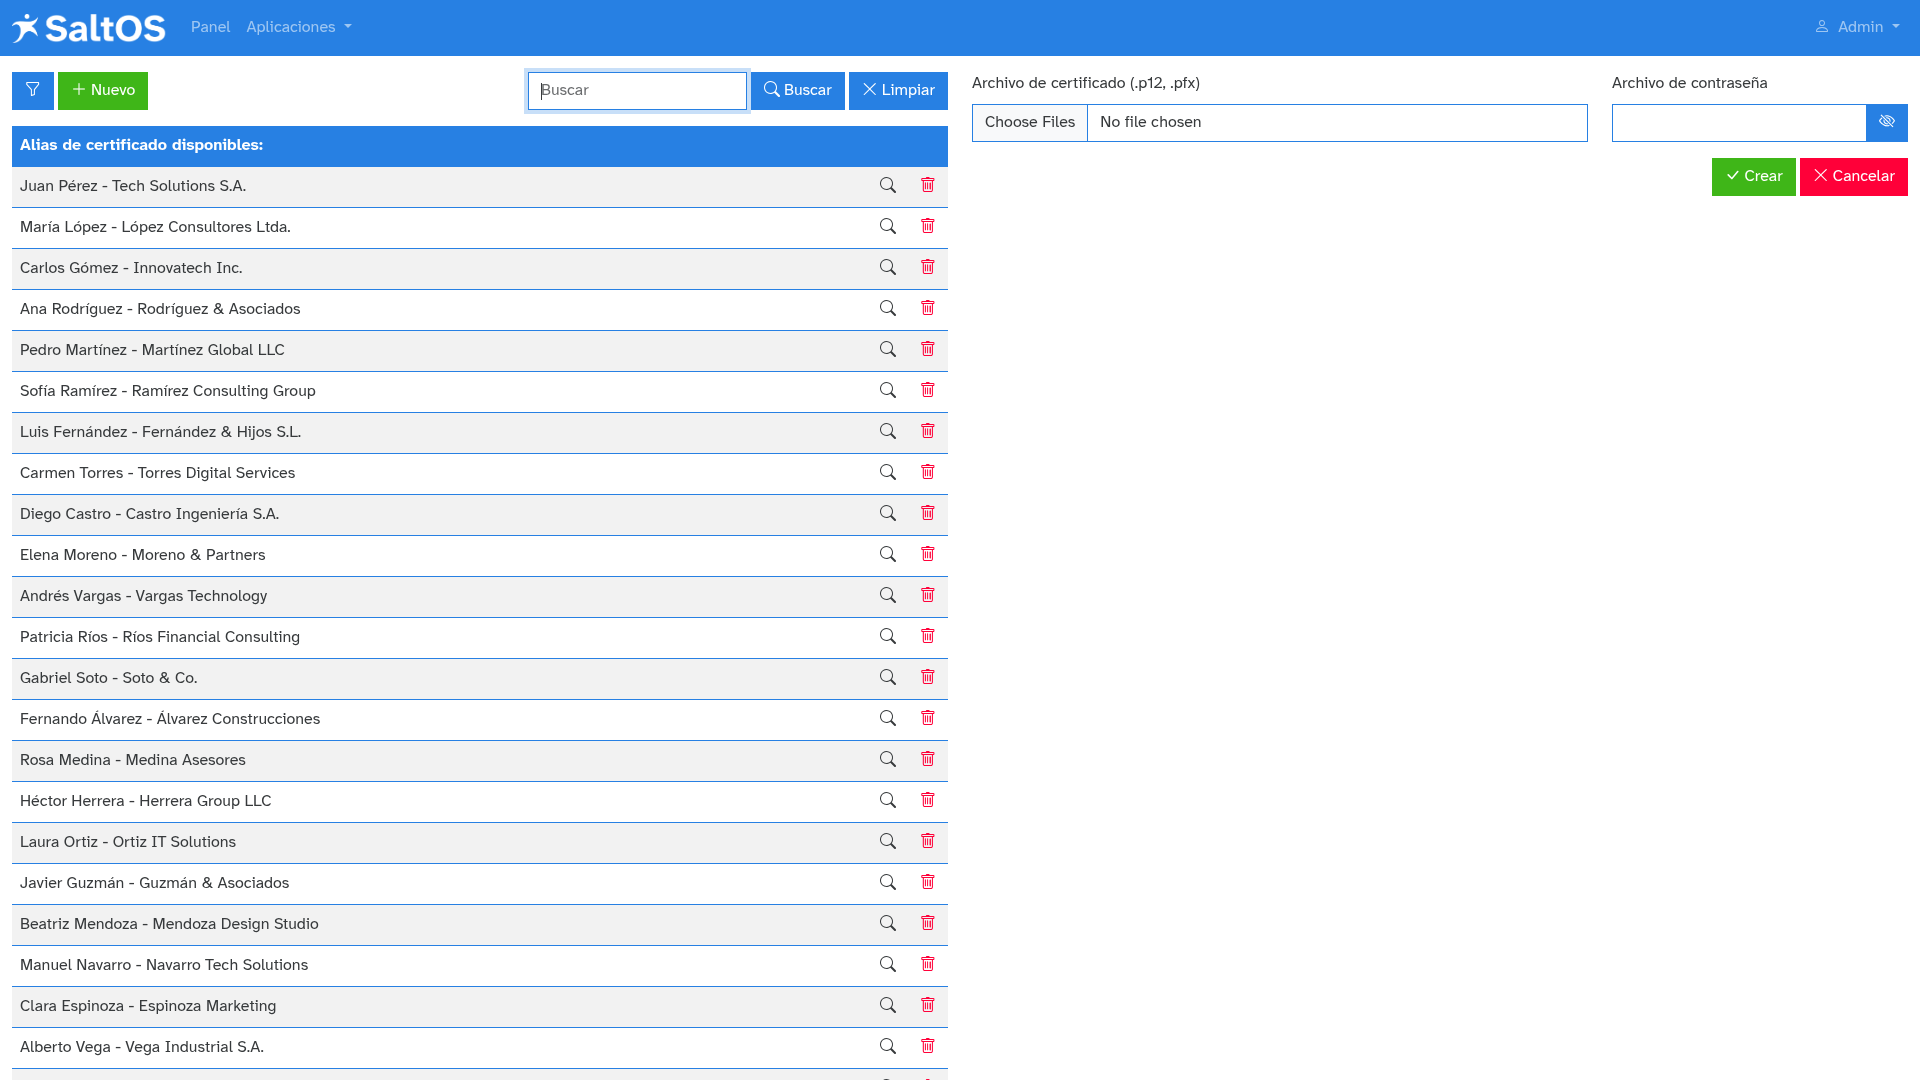 SaltOS Panel Aplicaciones Admin
Nuevo Buscar Buscar Limpiar
Alias de certificado disponibles:
Juan Pérez - Tech Solutions S.A.
María López - López Consultores Ltda.
Carlos Gómez - Innovatech Inc.
Ana Rodríguez - Rodríguez & Asociados
Pedro Martínez - Martínez Global LLC
Sofía Ramírez - Ramírez Consulting Group
Luis Fernández - Fernández & Hijos S.L.
Carmen Torres - Torres Digital Services
Diego Castro - Castro Ingeniería S.A.
Elena Moreno - Moreno & Partners
Andrés Vargas - Vargas Technology
Patricia Ríos - Ríos Financial Consulting
Gabriel Soto - Soto & Co.
Fernando Álvarez - Álvarez Construcciones
Rosa Medina - Medina Asesores
Héctor Herrera - Herrera Group LLC
Laura Ortiz - Ortiz IT Solutions
Javier Guzmán - Guzmán & Asociados
Beatriz Mendoza - Mendoza Design Studio
Manuel Navarro - Navarro Tech Solutions
Clara Espinoza - Espinoza Marketing
Alberto Vega - Vega Industrial S.A.
Archivo de certificado (.p12, .pfx)
Choose Files No file chosen
Archivo de contraseña
Crear Cancelar